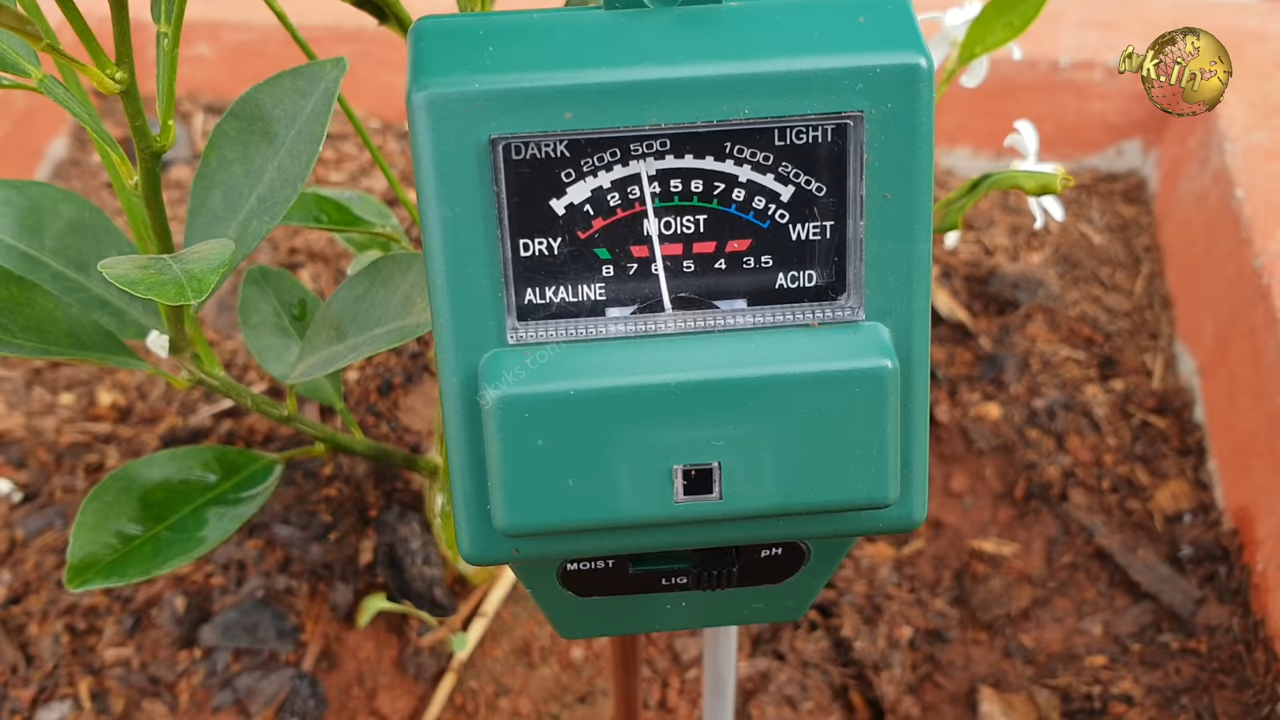 DARK LIGHT
0 200 500 1000 2000
1 2 3 4 5 6 7 8 9 10
MOIST
DRY WET
8 7 6 5 4 3.5
ALKALINE ACID
gkvks.com
MOIST pH
LIG